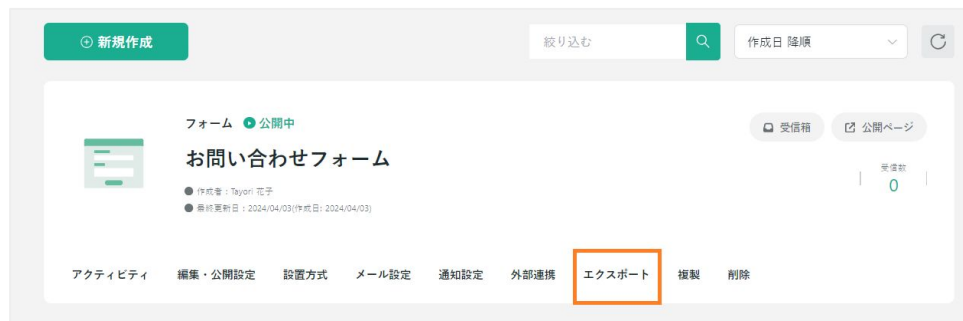 新規作成
絞り込む
作成日 降順
フォーム 公開中
受信箱
公開ページ
お問い合わせフォーム
受信数
0
作成者：Tayori 花子
最終更新日：2024/04/03(作成日: 2024/04/03)
アクティビティ 編集・公開設定 設置方式 メール設定 通知設定 外部連携 エクスポート 複製 削除